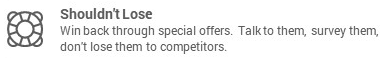 Shouldn't Lose
Win back through special offers. Talk to them, survey them,
don't lose them to competitors.